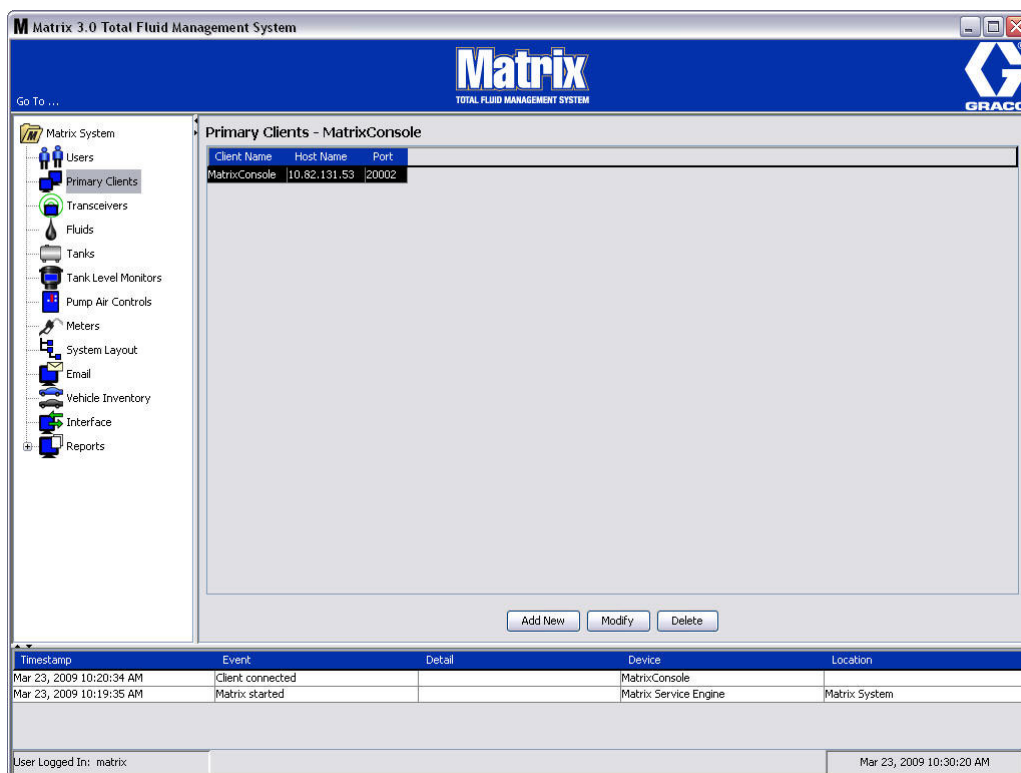 M Matrix 3.0 Total Fluid Management System
Matrix
TOTAL FLUID MANAGEMENT SYSTEM
Go To ...
GRACO
Matrix System
Users
Primary Clients
Transceivers
Fluids
Tanks
Tank Level Monitors
Pump Air Controls
Meters
System Layout
Email
Vehicle Inventory
Interface
Reports
Primary Clients - MatrixConsole
Client Name Host Name Port
MatrixConsole 10.82.131.53 20002
Add New Modify Delete
Timestamp Event Detail Device Location
Mar 23, 2009 10:20:34 AM Client connected MatrixConsole
Mar 23, 2009 10:19:35 AM Matrix started Matrix Service Engine Matrix System
User Logged In: matrix Mar 23, 2009 10:30:20 AM